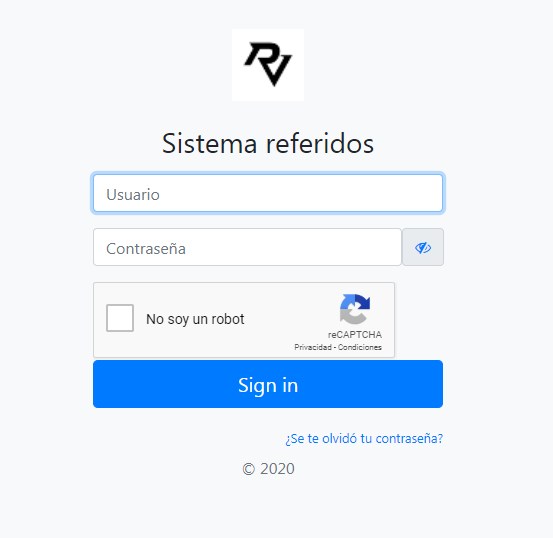 RV
Sistema referidos
Usuario
Contraseña
No soy un robot
reCAPTCHA
Privacidad - Condiciones
Sign in
¿Se te olvidó tu contraseña?
© 2020